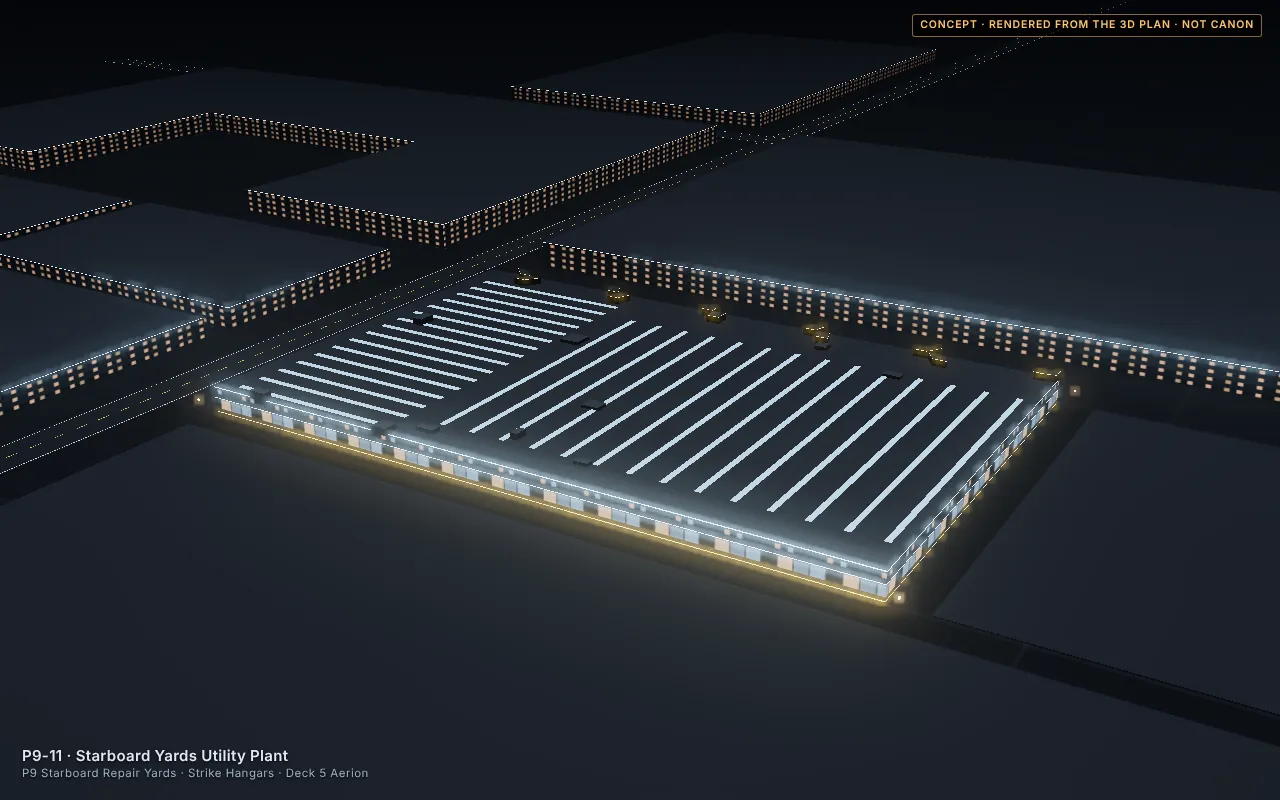 CONCEPT · RENDERED FROM THE 3D PLAN · NOT CANON
P9-11 · Starboard Yards Utility Plant
P9 Starboard Repair Yards · Strike Hangars · Deck 5 Aerion